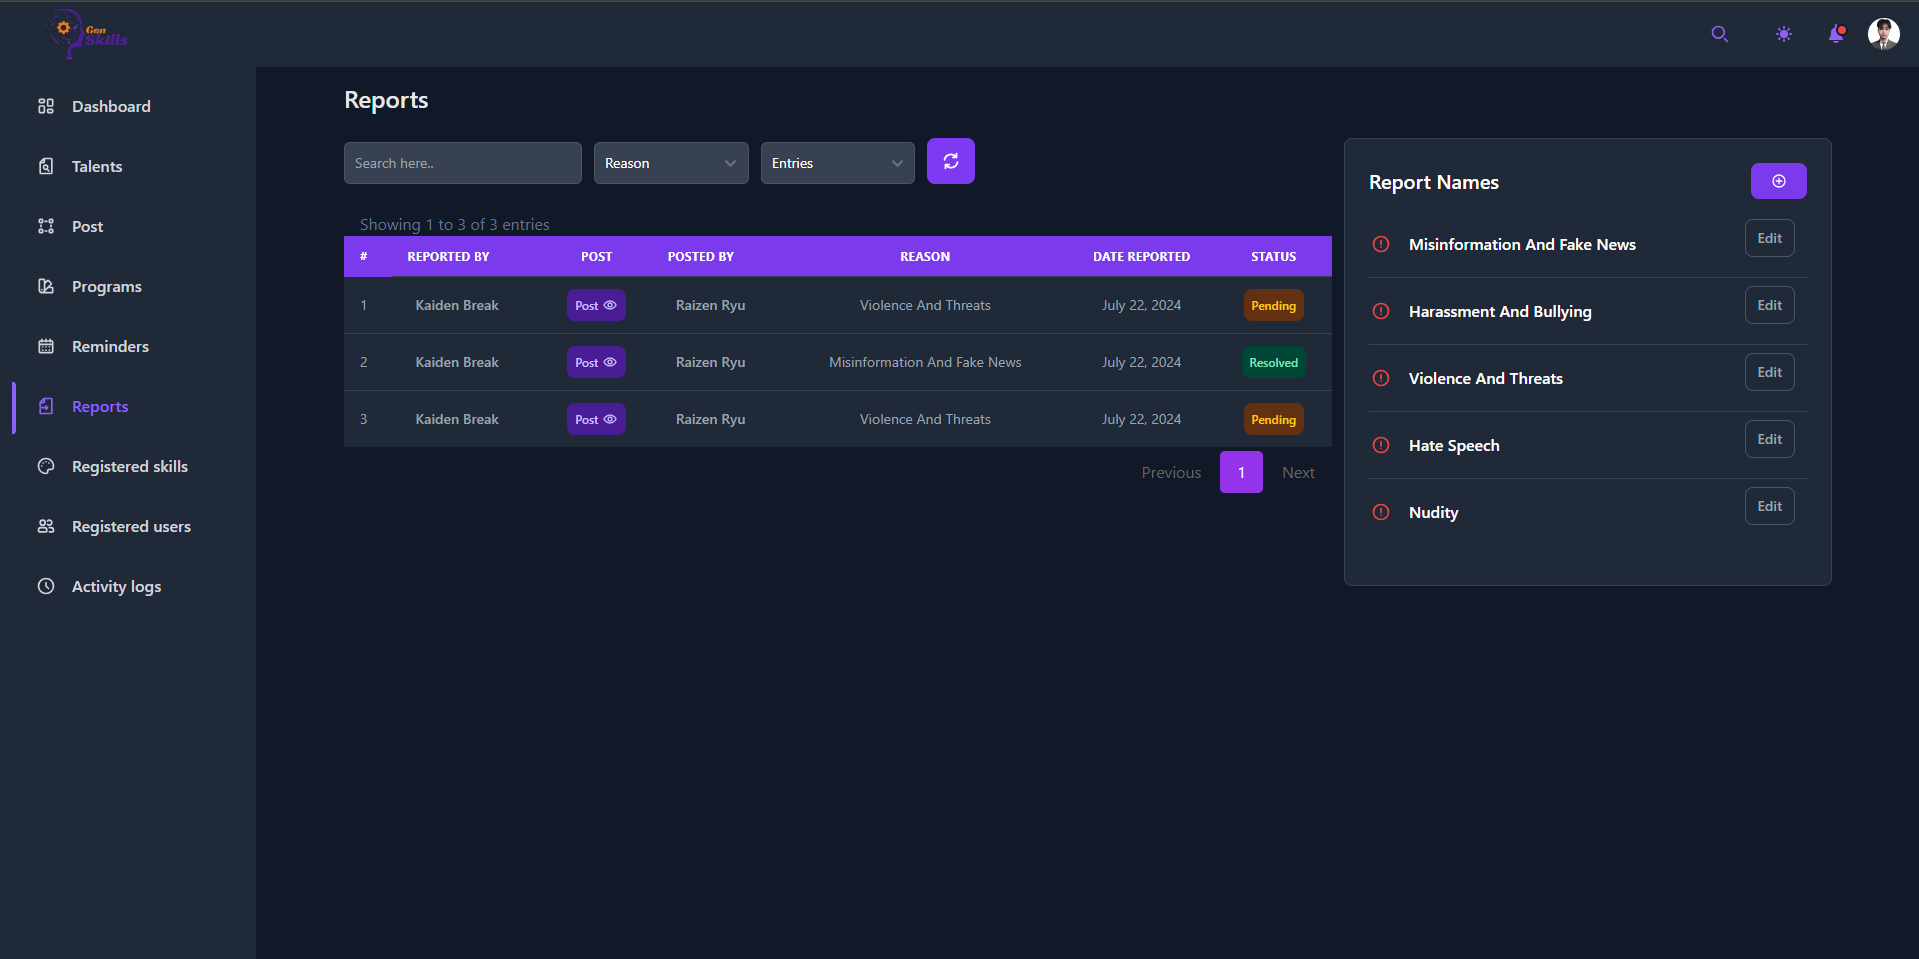 Gen
Skills
Dashboard
Talents
Post
Programs
Reminders
Reports
Registered skills
Registered users
Activity logs
Reports
Search here..
Reason
Entries
Showing 1 to 3 of 3 entries
# REPORTED BY POST POSTED BY REASON DATE REPORTED STATUS
1 Kaiden Break Post Raizen Ryu Violence And Threats July 22, 2024 Pending
2 Kaiden Break Post Raizen Ryu Misinformation And Fake News July 22, 2024 Resolved
3 Kaiden Break Post Raizen Ryu Violence And Threats July 22, 2024 Pending
Previous 1 Next
Report Names
Misinformation And Fake News Edit
Harassment And Bullying Edit
Violence And Threats Edit
Hate Speech Edit
Nudity Edit